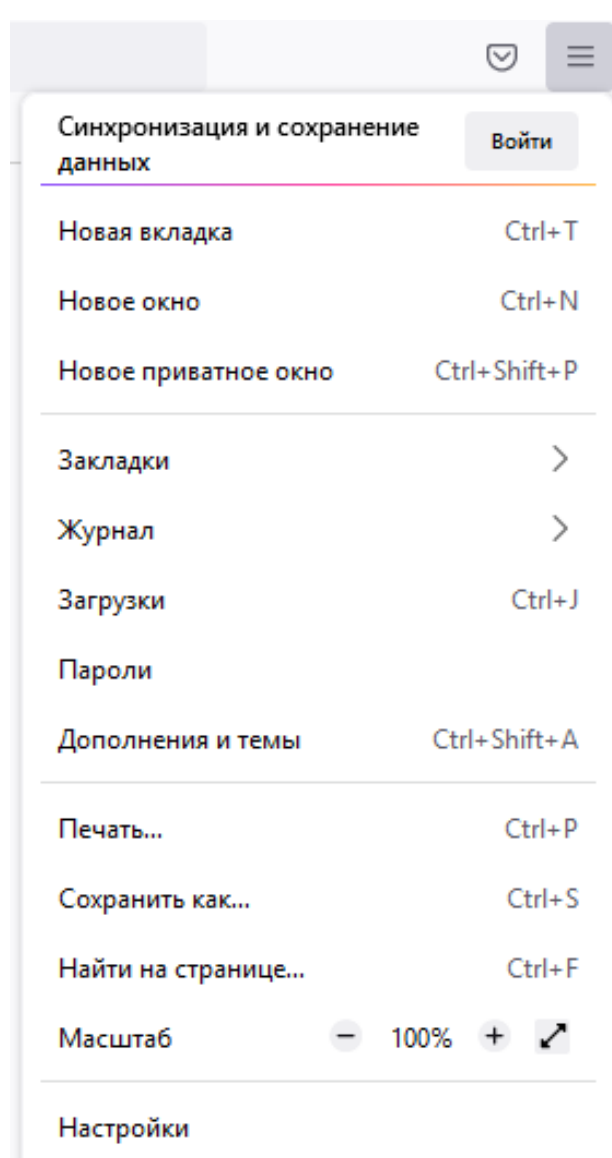 Синхронизация и сохранение
данных
Войти
Новая вкладка Ctrl+T
Новое окно Ctrl+N
Новое приватное окно Ctrl+Shift+P
Закладки
Журнал
Загрузки Ctrl+J
Пароли
Дополнения и темы Ctrl+Shift+A
Печать... Ctrl+P
Сохранить как... Ctrl+S
Найти на странице... Ctrl+F
Масштаб − 100% +
Настройки